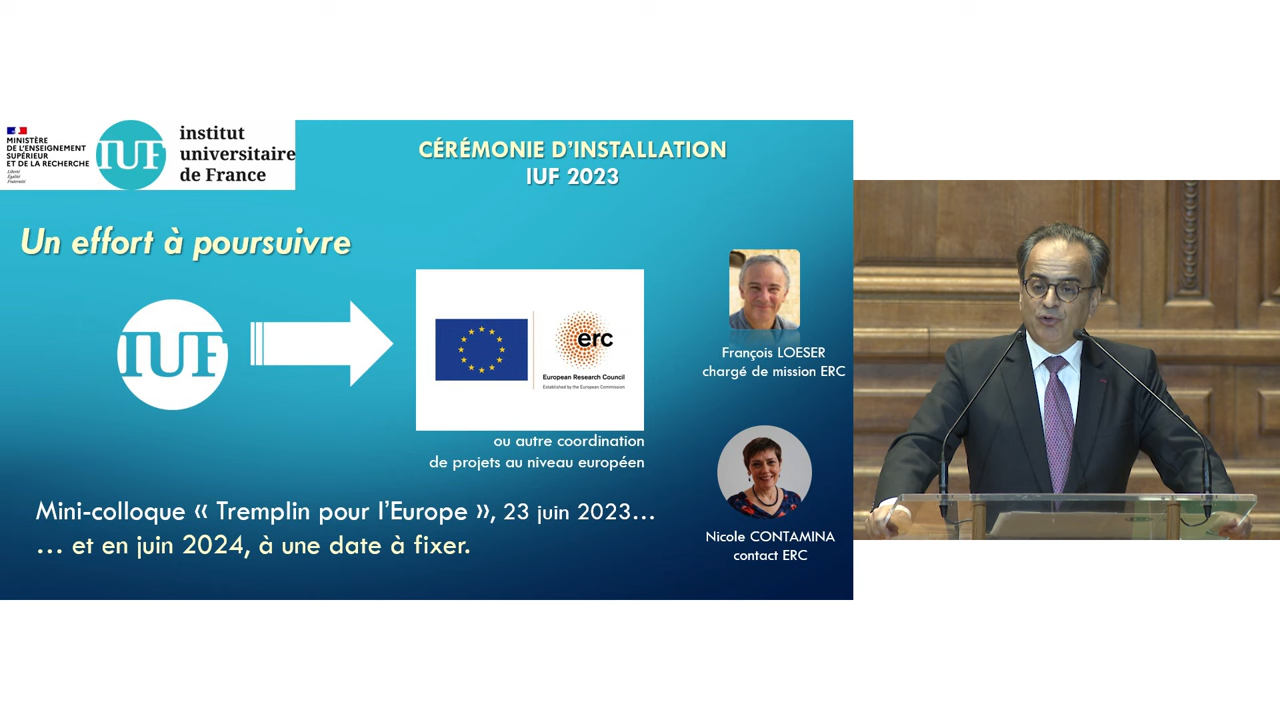 MINISTÈRE
DE L'ENSEIGNEMENT
SUPÉRIEUR
ET DE LA RECHERCHE
Liberté
Égalité
Fraternité
IUF
institut
universitaire
de France
CÉRÉMONIE D'INSTALLATION
IUF 2023
Un effort à poursuivre
IUF
erc
European Research Council
Established by the European Commission
ou autre coordination
de projets au niveau européen
François LOESER
chargé de mission ERC
Nicole CONTAMINA
contact ERC
Mini-colloque « Tremplin pour l'Europe », 23 juin 2023…
… et en juin 2024, à une date à fixer.